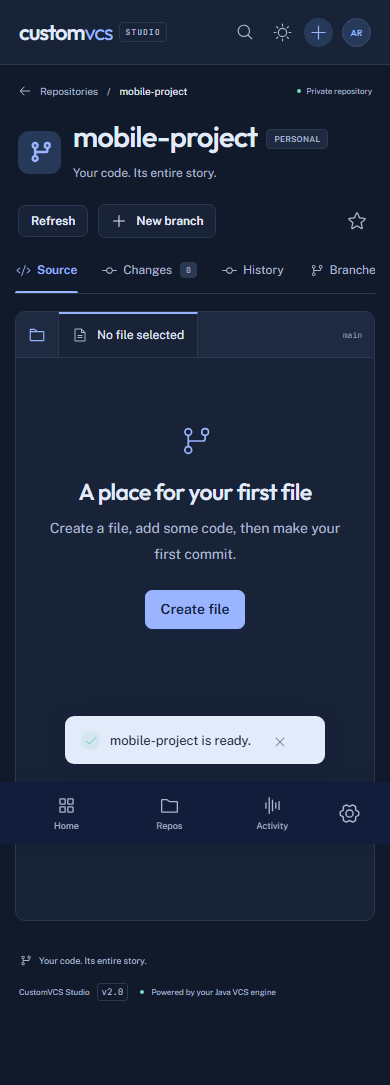 customvcs STUDIO AR
Repositories / mobile-project Private repository
mobile-project PERSONAL
Your code. Its entire story.
Refresh New branch
Source Changes 0 History Branche
No file selected main
A place for your first file
Create a file, add some code, then make your
first commit.
Create file
mobile-project is ready.
Home Repos Activity
Your code. Its entire story.
CustomVCS Studio v2.0 Powered by your Java VCS engine